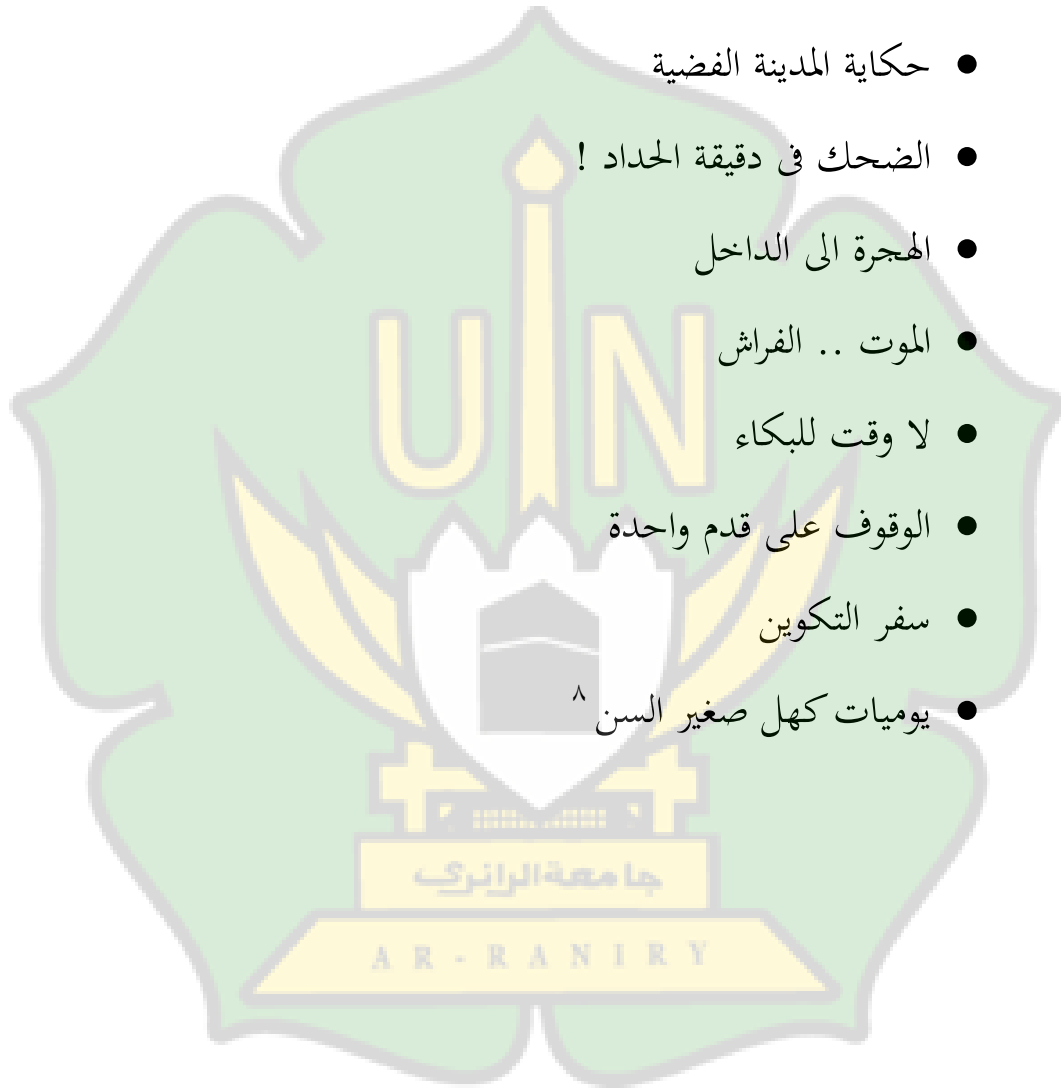 • حكاية المدينة الفضية
• الضحك فى دقيقة الحداد !
• الهجرة الى الداخل
• الموت .. الفراش
• لا وقت للبكاء
• الوقوف على قدم واحدة
• سفر التكوين
• يوميات كهل صغير السن ٨
UIN
جامعة الرانري
AR-RANIRY